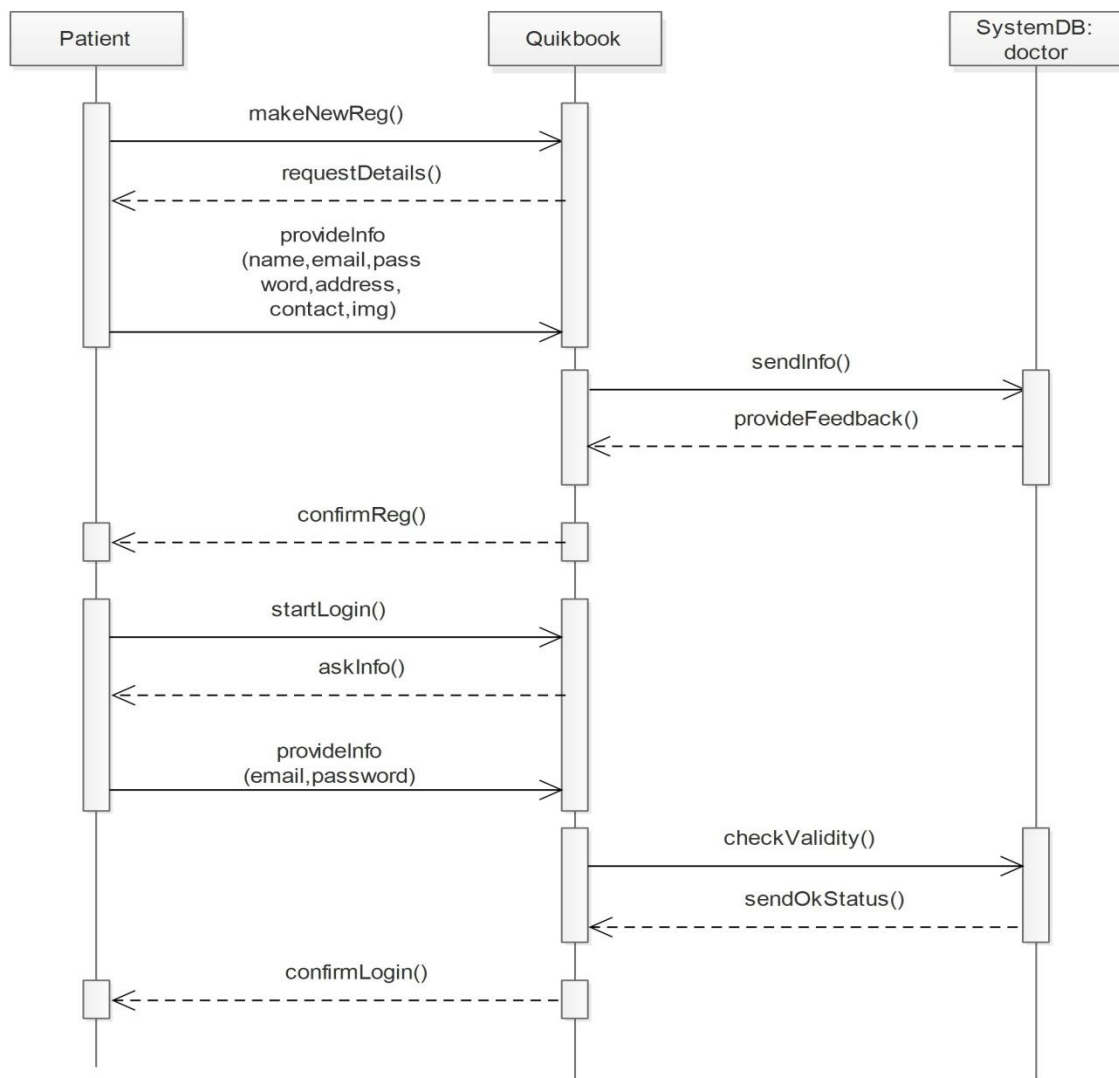 Patient
Quikbook
SystemDB:
doctor
makeNewReg()
requestDetails()
provideInfo
(name,email,pass
word,address,
contact,img)
sendInfo()
provideFeedback()
confirmReg()
startLogin()
askInfo()
provideInfo
(email,password)
checkValidity()
sendOkStatus()
confirmLogin()